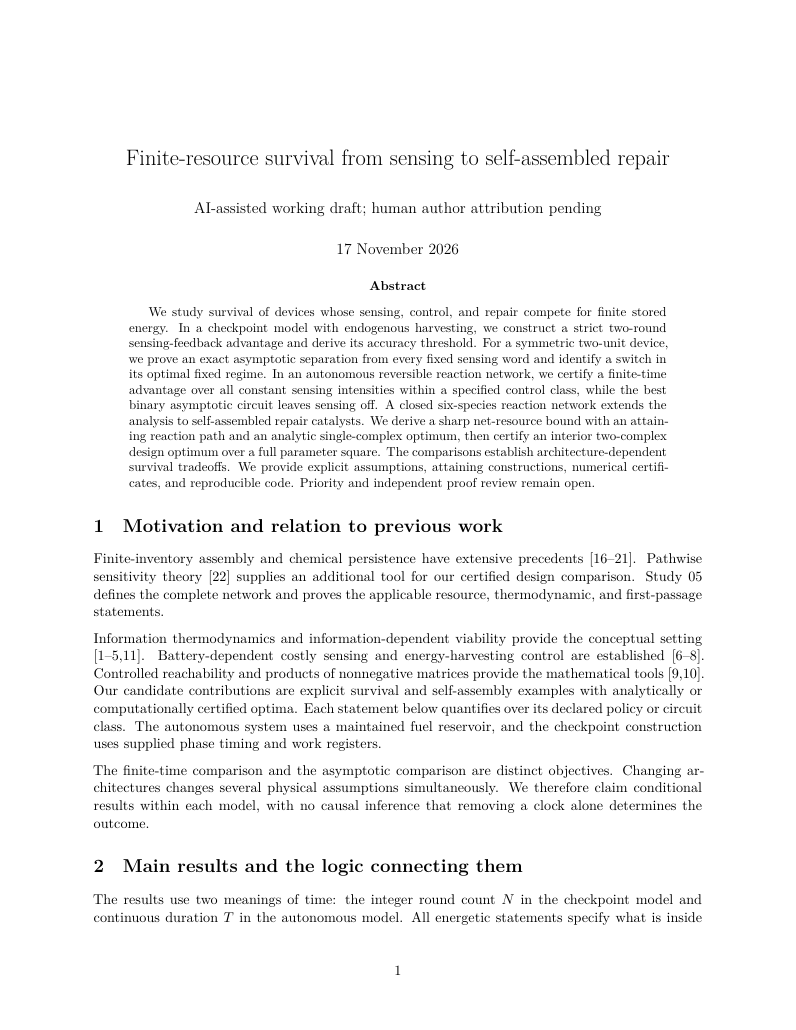 Finite-resource survival from sensing to self-assembled repair
AI-assisted working draft; human author attribution pending
17 November 2026
Abstract
We study survival of devices whose sensing, control, and repair compete for finite stored
energy. In a checkpoint model with endogenous harvesting, we construct a strict two-round
sensing-feedback advantage and derive its accuracy threshold. For a symmetric two-unit device,
we prove an exact asymptotic separation from every fixed sensing word and identify a switch in
its optimal fixed regime. In an autonomous reversible reaction network, we certify a finite-time
advantage over all constant sensing intensities within a specified control class, while the best
binary asymptotic circuit leaves sensing off. A closed six-species reaction network extends the
analysis to self-assembled repair catalysts. We derive a sharp net-resource bound with an attain-
ing reaction path and an analytic single-complex optimum, then certify an interior two-complex
design optimum over a full parameter square. The comparisons establish architecture-dependent
survival tradeoffs. We provide explicit assumptions, attaining constructions, numerical certifi-
cates, and reproducible code. Priority and independent proof review remain open.
1 Motivation and relation to previous work
Finite-inventory assembly and chemical persistence have extensive precedents [16–21]. Pathwise
sensitivity theory [22] supplies an additional tool for our certified design comparison. Study 05
defines the complete network and proves the applicable resource, thermodynamic, and first-passage
statements.
Information thermodynamics and information-dependent viability provide the conceptual setting
[1–5,11]. Battery-dependent costly sensing and energy-harvesting control are established [6–8].
Controlled reachability and products of nonnegative matrices provide the mathematical tools [9,10].
Our candidate contributions are explicit survival and self-assembly examples with analytically or
computationally certified optima. Each statement below quantifies over its declared policy or circuit
class. The autonomous system uses a maintained fuel reservoir, and the checkpoint construction
uses supplied phase timing and work registers.
The finite-time comparison and the asymptotic comparison are distinct objectives. Changing ar-
chitectures changes several physical assumptions simultaneously. We therefore claim conditional
results within each model, with no causal inference that removing a clock alone determines the
outcome.
2 Main results and the logic connecting them
The results use two meanings of time: the integer round count N in the checkpoint model and
continuous duration T in the autonomous model. All energetic statements specify what is inside
1